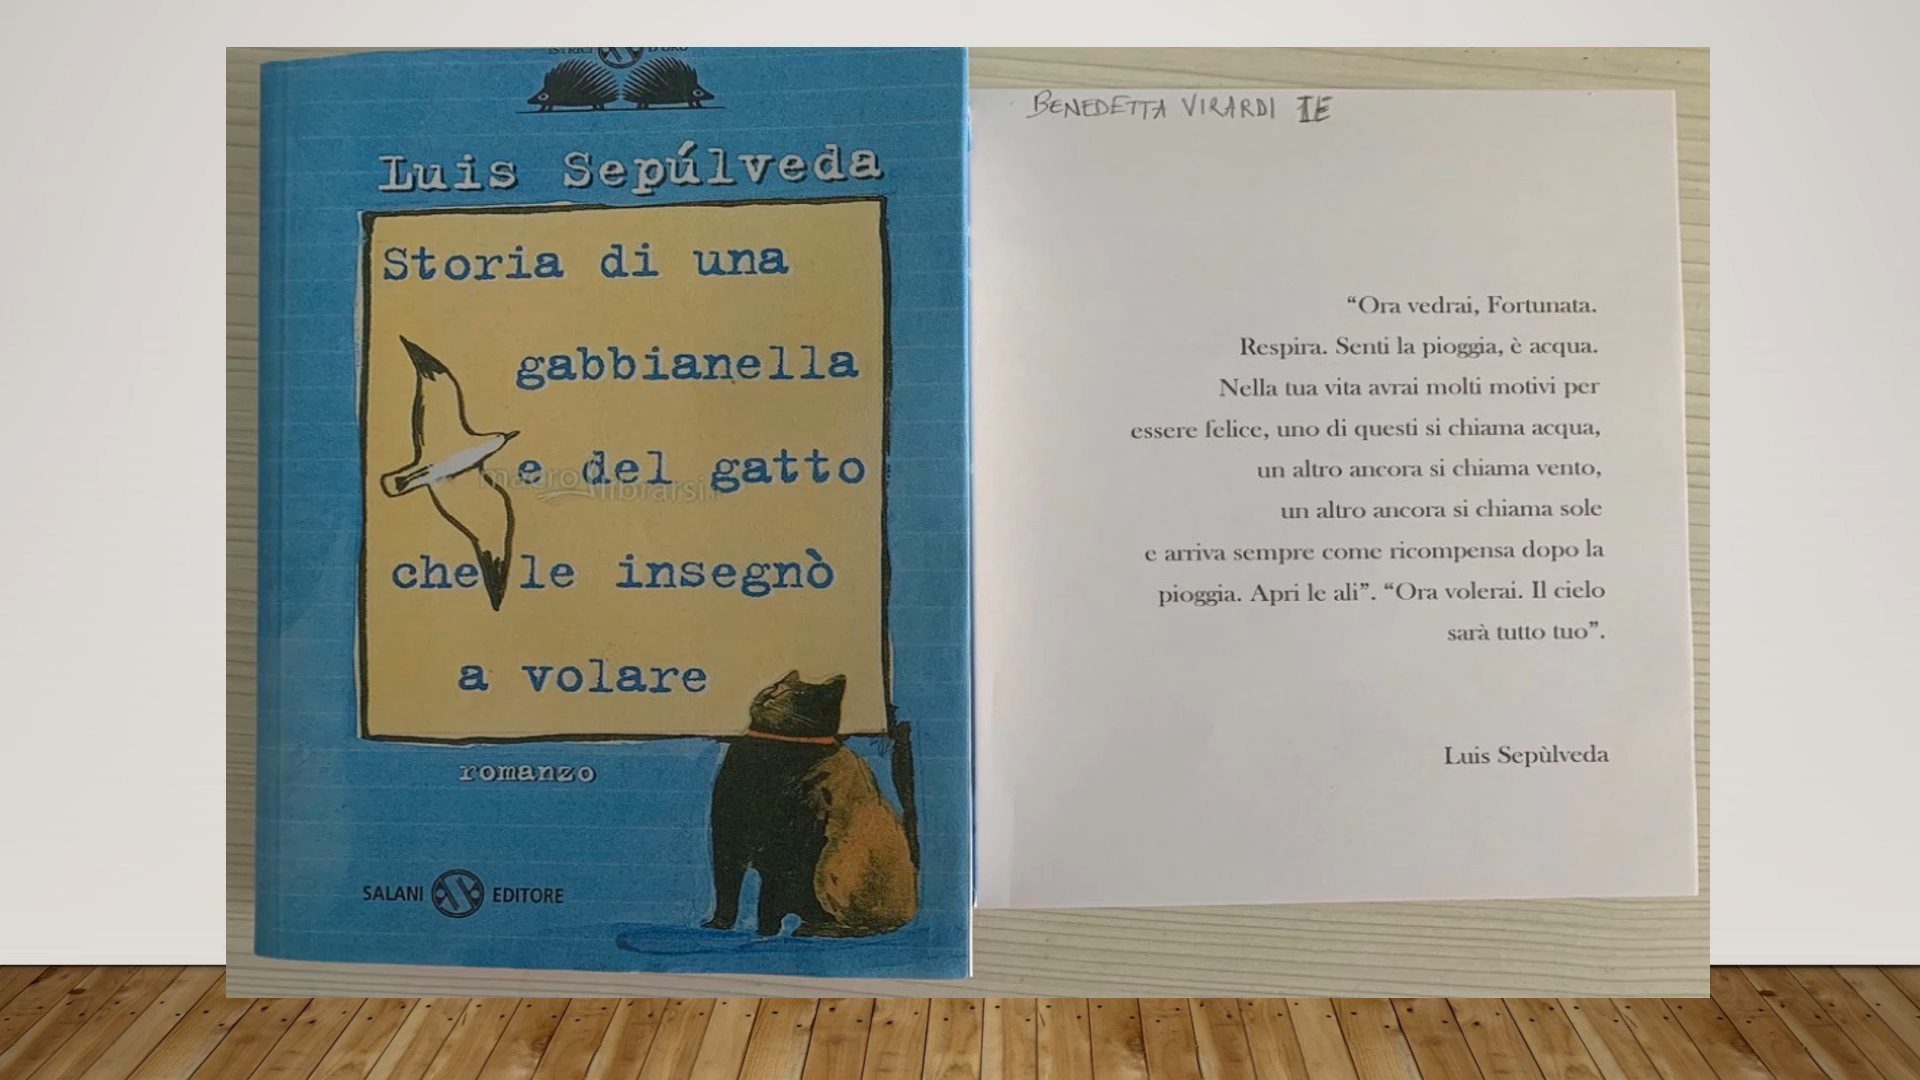 ISTRICI D'ORO
Luis Sepúlveda
Storia di una
gabbianella
e del gatto
che le insegnò
a volare
romanzo
SALANI EDITORE
macrolibrarsi
BENEDETTA VIRARDI IE
“Ora vedrai, Fortunata.
Respira. Senti la pioggia, è acqua.
Nella tua vita avrai molti motivi per
essere felice, uno di questi si chiama acqua,
un altro ancora si chiama vento,
un altro ancora si chiama sole
e arriva sempre come ricompensa dopo la
pioggia. Apri le ali”. “Ora volerai. Il cielo
sarà tutto tuo”.
Luis Sepùlveda